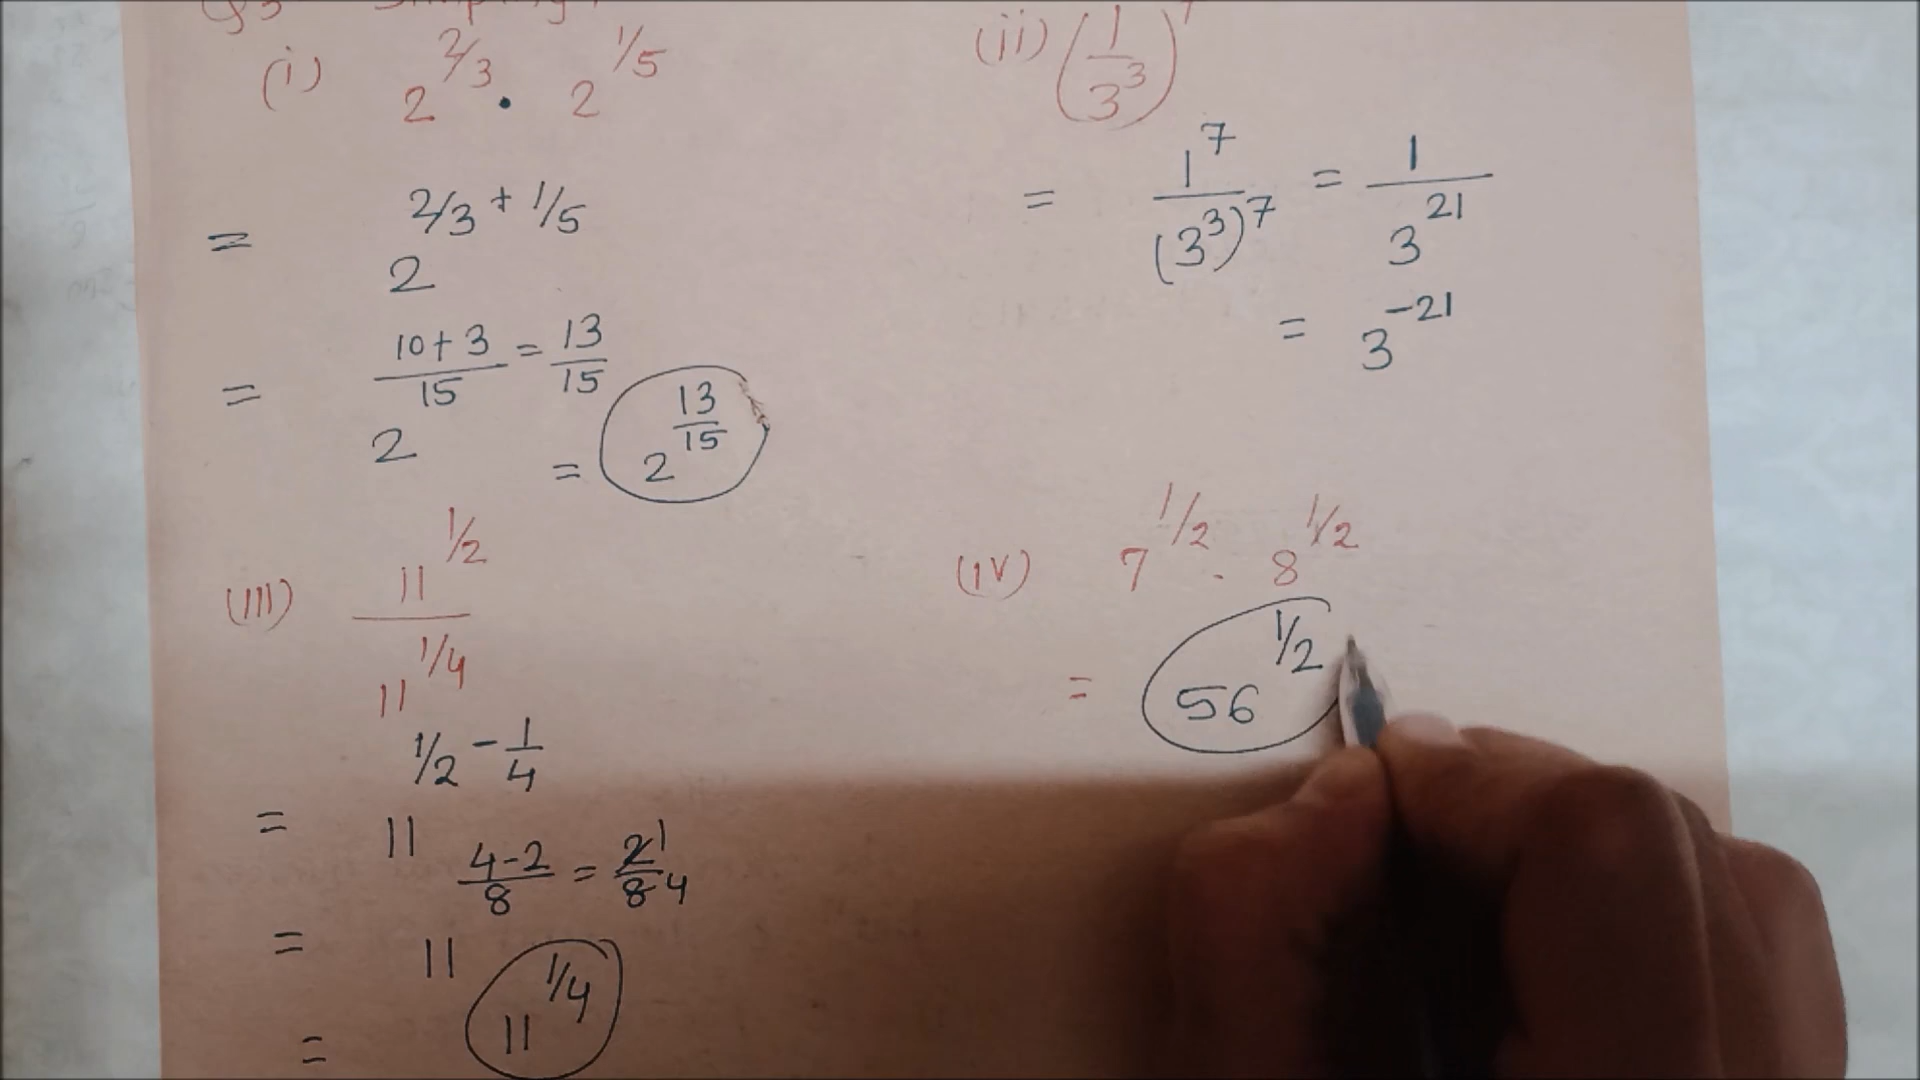 (i) 2^2/3 · 2^1/5
= 2^2/3 + 1/5
= 2^(10+3)/15 = 13/15
= 2^13/15
(ii) (1/3^3)^7
= 1^7/(3^3)^7 = 1/3^21
= 3^-21
(III) 11^1/2 / 11^1/4
= 11^1/2 - 1/4
= 11^(4-2)/8 = 2/8 1 4
= 11^1/4
(IV) 7^1/2 . 8^1/2
= 56^1/2